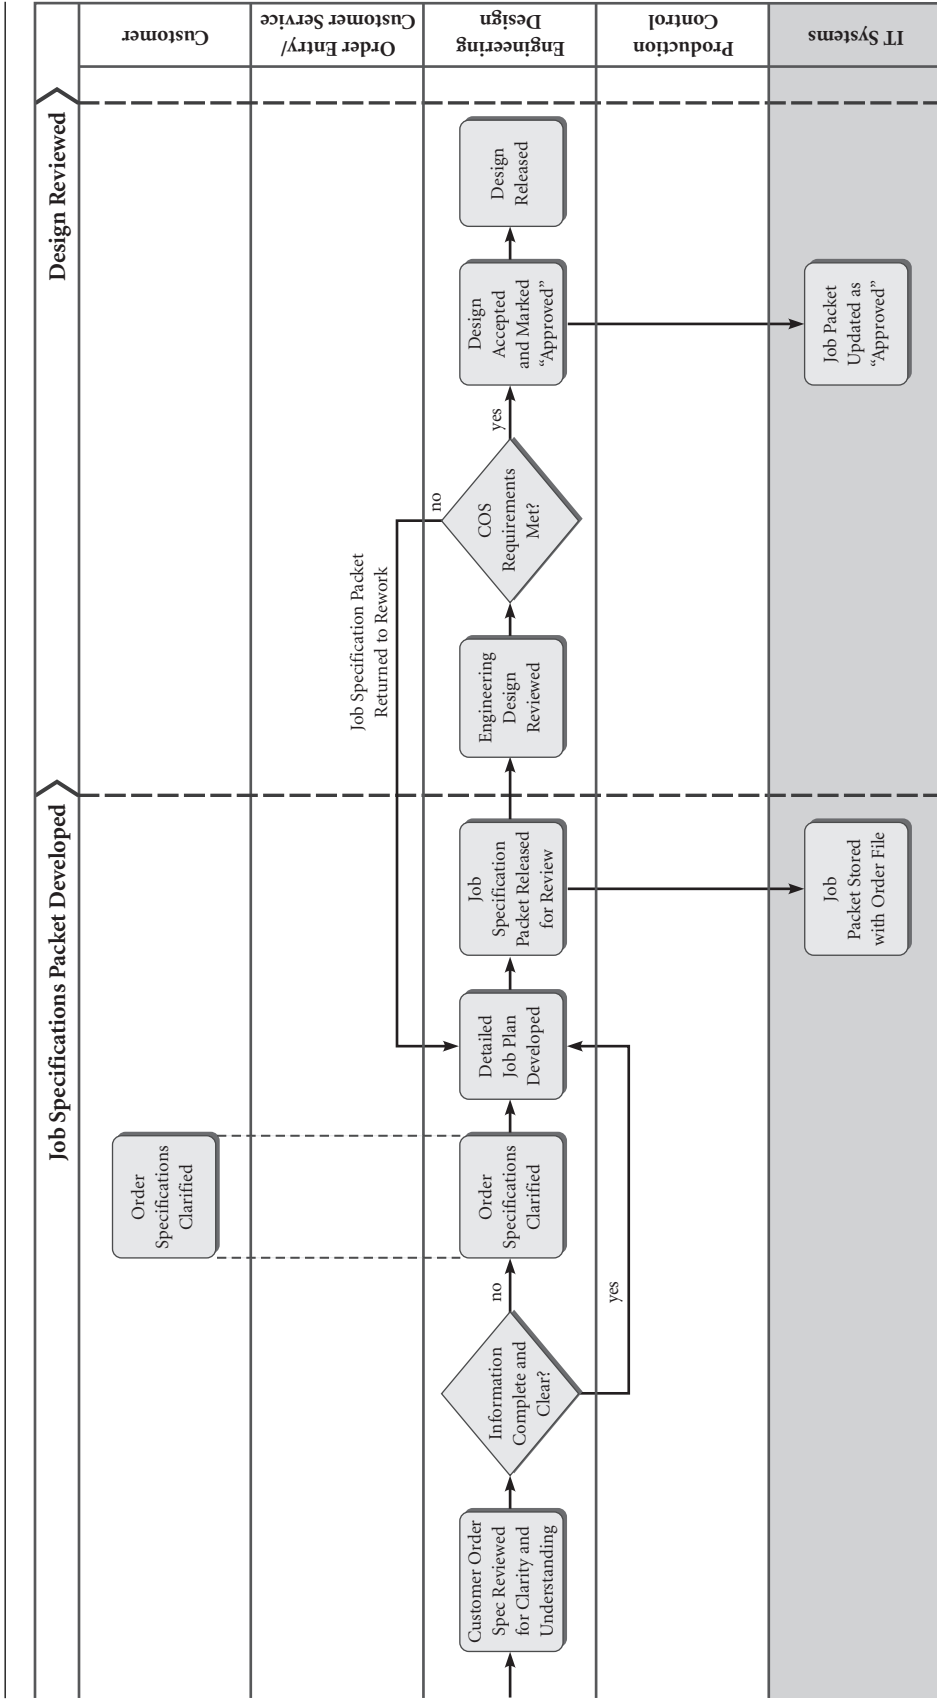 Job Specifications Packet Developed
Design Reviewed
Customer
Order Entry/
Customer Service
Engineering
Design
Production
Control
IT Systems
Order
Specifications
Clarified
Job Specification Packet
Returned to Rework
Customer Order
Spec Reviewed
for Clarity and
Understanding
Information
Complete and
Clear?
no
yes
Order
Specifications
Clarified
Detailed
Job Plan
Developed
Job
Specification
Packet Released
for Review
Engineering
Design
Reviewed
COS
Requirements
Met?
no
yes
Design
Accepted
and Marked
“Approved”
Design
Released
Job
Packet Stored
with Order File
Job Packet
Updated as
“Approved”